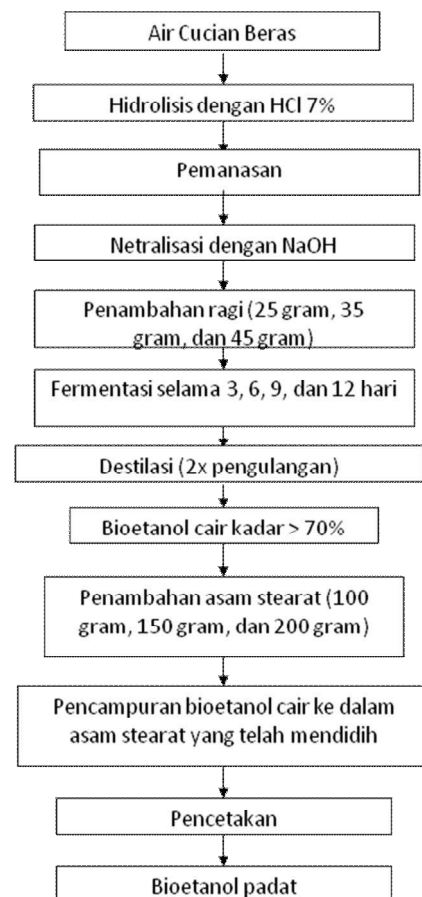 Air Cucian Beras
Hidrolisis dengan HCl 7%
Pemanasan
Netralisasi dengan NaOH
Penambahan ragi (25 gram, 35
gram, dan 45 gram)
Fermentasi selama 3, 6, 9, dan 12 hari
Destilasi (2x pengulangan)
Bioetanol cair kadar > 70%
Penambahan asam stearat (100
gram, 150 gram, dan 200 gram)
Pencampuran bioetanol cair ke dalam
asam stearat yang telah mendidih
Pencetakan
Bioetanol padat